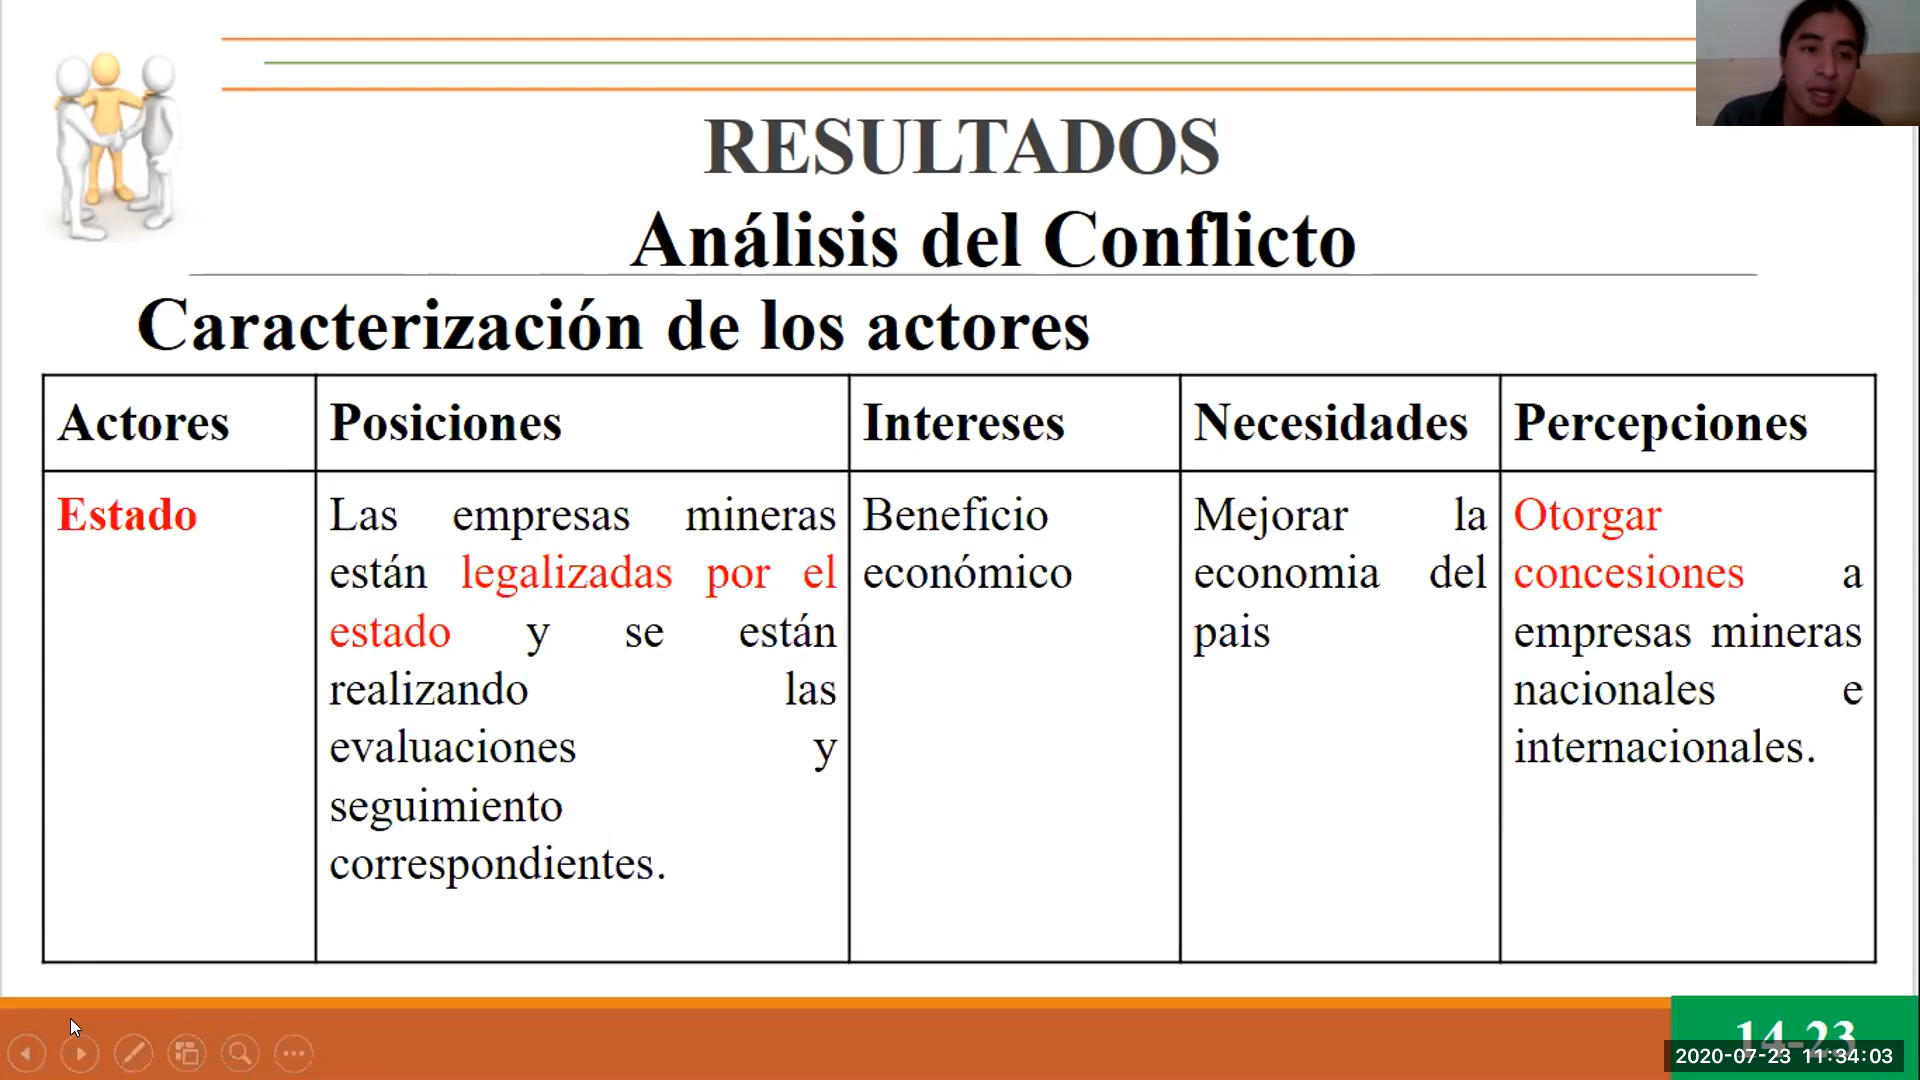 RESULTADOS
Análisis del Conflicto
Caracterización de los actores
Actores
Posiciones
Intereses
Necesidades
Percepciones
Estado
Las empresas mineras
están legalizadas por el
estado y se están
realizando las
evaluaciones y
seguimiento
correspondientes.
Beneficio
económico
Mejorar la
economia del
pais
Otorgar
concesiones a
empresas mineras
nacionales e
internacionales.
14-23
2020-07-23 11:34:03